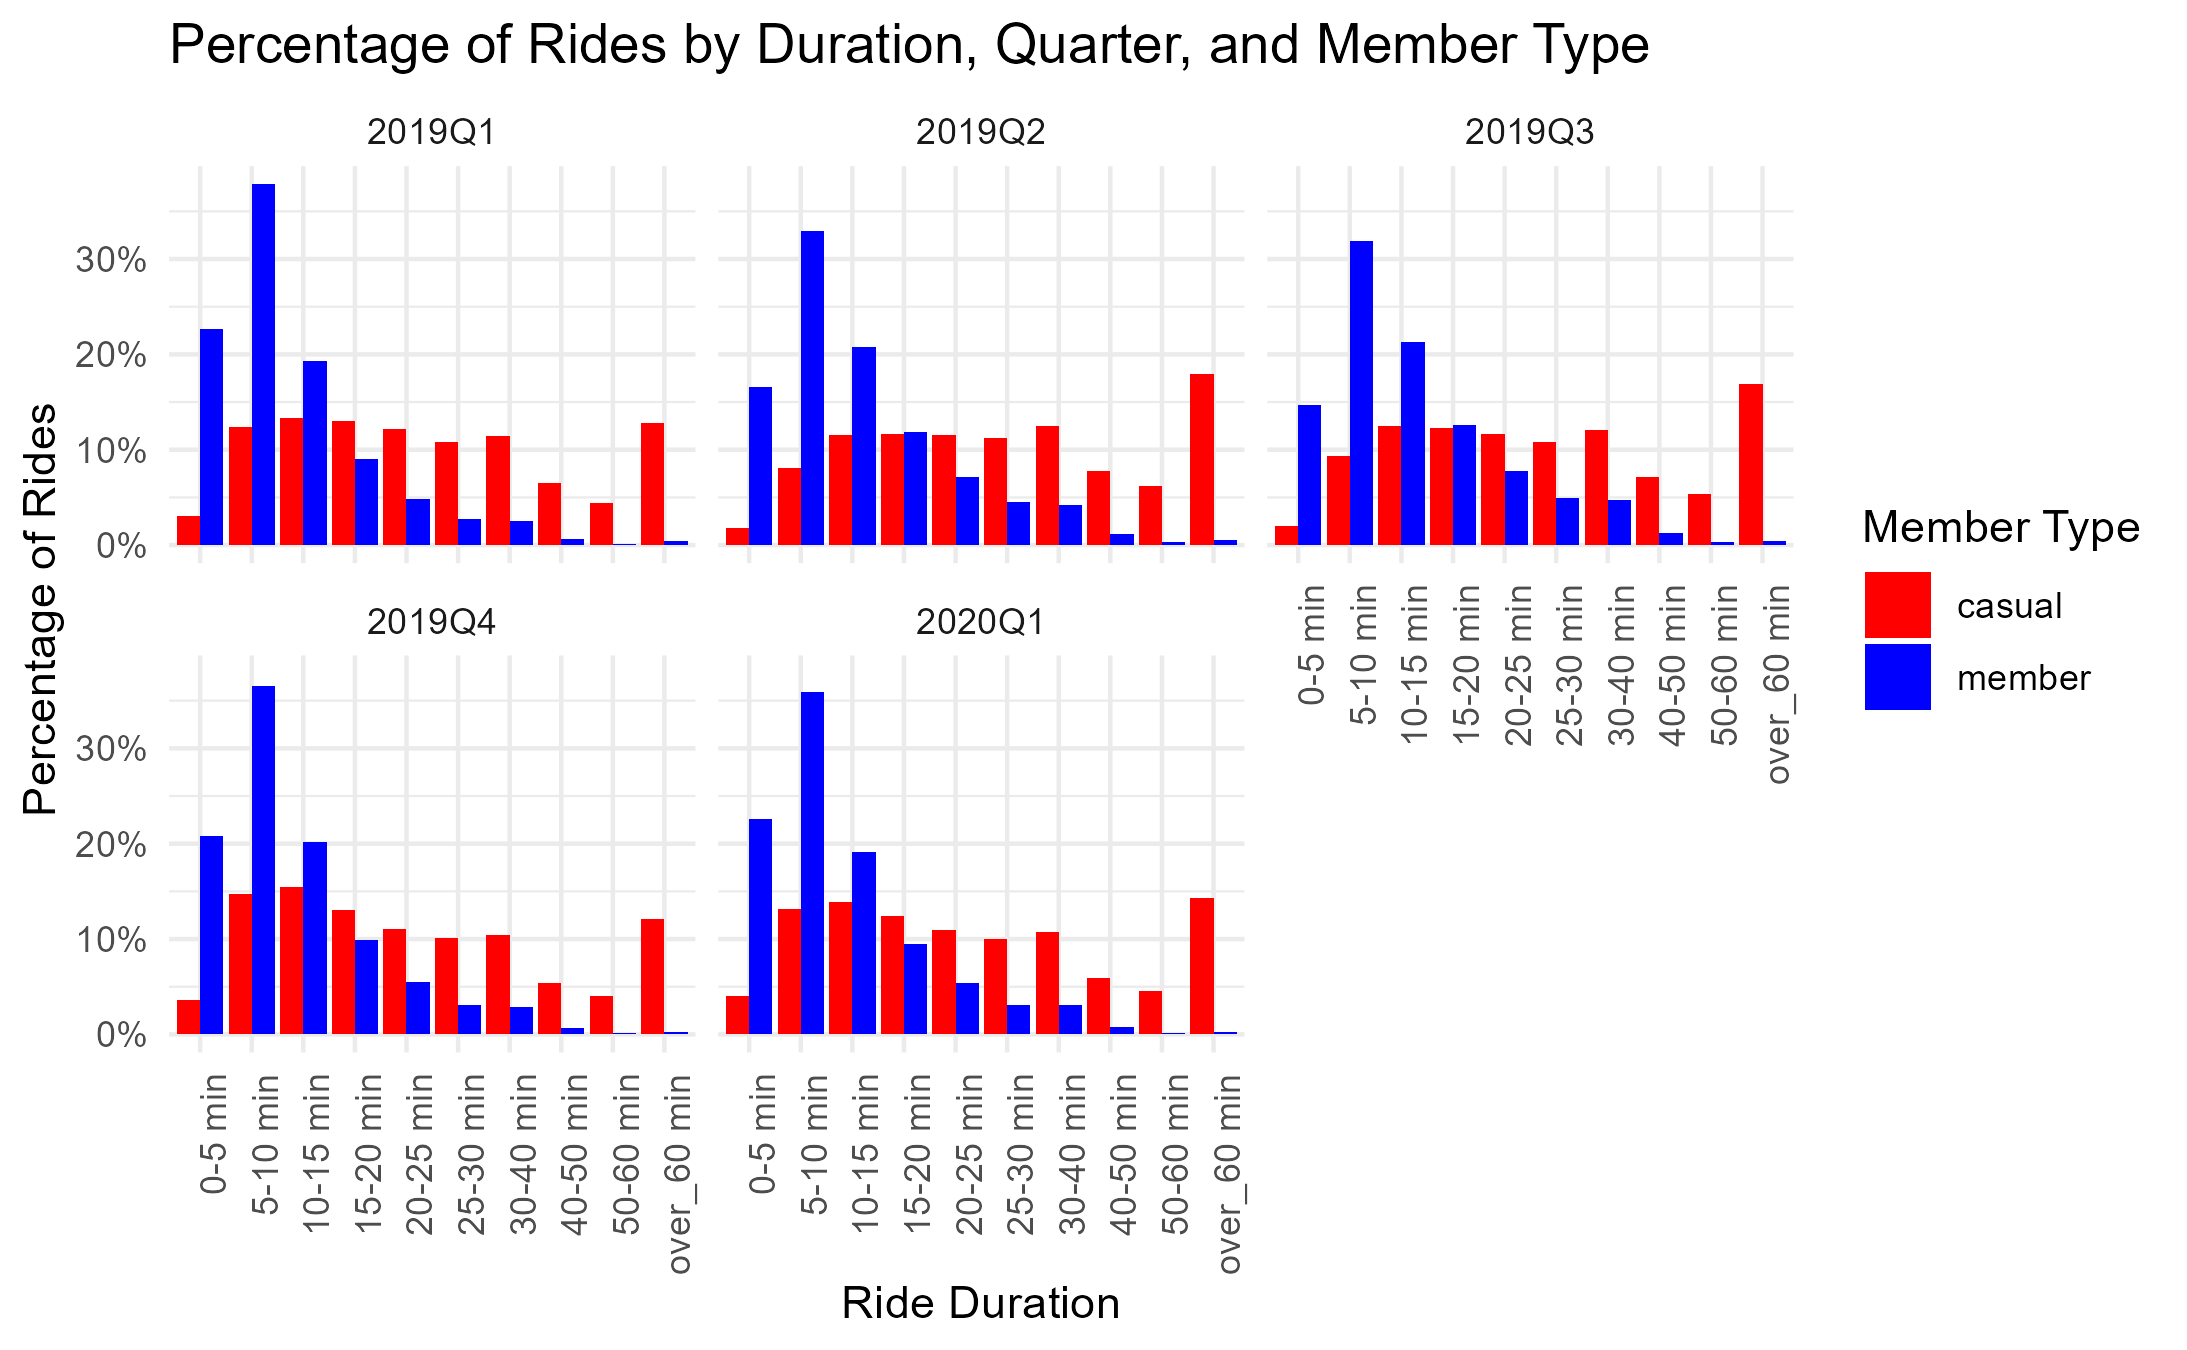 Percentage of Rides by Duration, Quarter, and Member Type
2019Q1
2019Q2
2019Q3
30%
20%
10%
0%
0-5 min
5-10 min
10-15 min
15-20 min
20-25 min
25-30 min
30-40 min
40-50 min
50-60 min
over_60 min
2019Q4
2020Q1
30%
20%
10%
0%
0-5 min
5-10 min
10-15 min
15-20 min
20-25 min
25-30 min
30-40 min
40-50 min
50-60 min
over_60 min
0-5 min
5-10 min
10-15 min
15-20 min
20-25 min
25-30 min
30-40 min
40-50 min
50-60 min
over_60 min
Percentage of Rides
Ride Duration
Member Type
casual
member